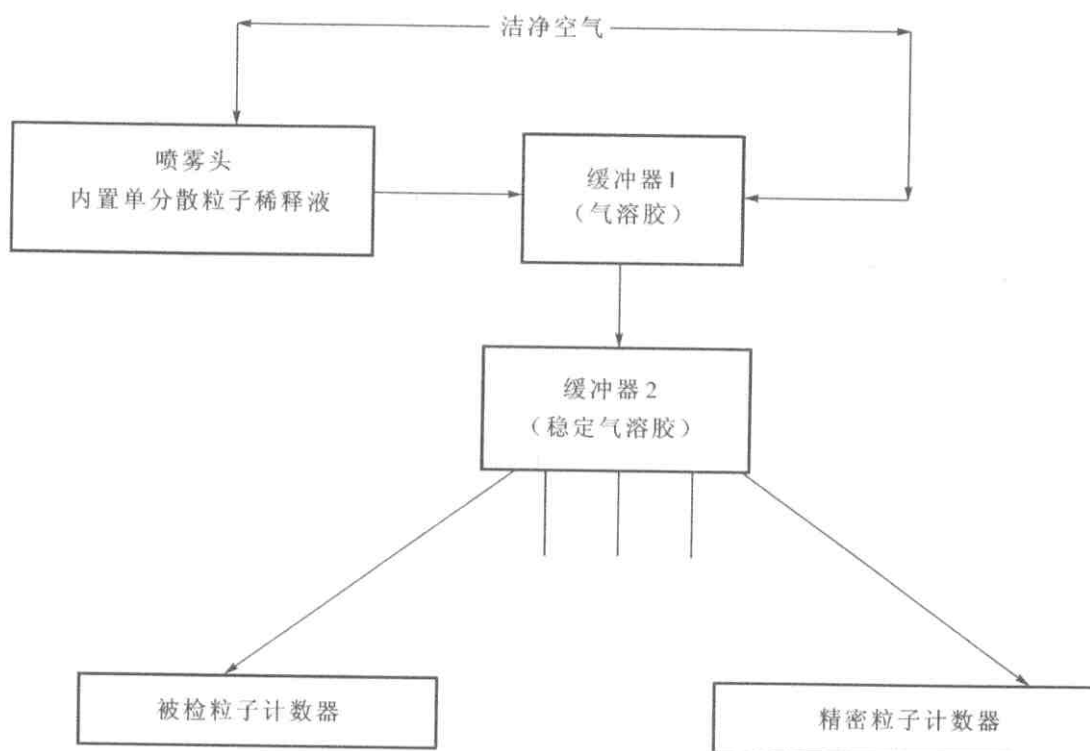 洁净空气
喷雾头
内置单分散粒子稀释液
缓冲器1
（气溶胶）
缓冲器2
（稳定气溶胶）
被检粒子计数器
精密粒子计数器